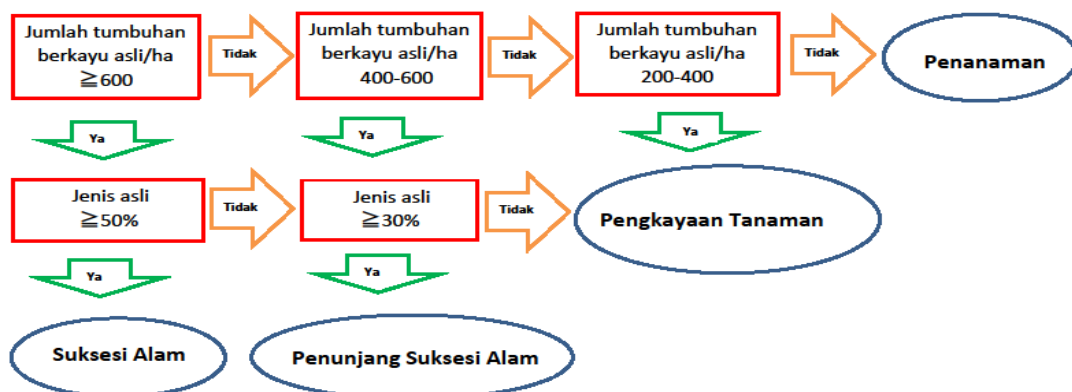 Jumlah tumbuhan
berkayu asli/ha
≧600
Tidak
Jumlah tumbuhan
berkayu asli/ha
400-600
Tidak
Jumlah tumbuhan
berkayu asli/ha
200-400
Tidak
Penanaman
Ya
Ya
Ya
Jenis asli
≧50%
Tidak
Jenis asli
≧30%
Tidak
Pengkayaan Tanaman
Ya
Ya
Suksesi Alam
Penunjang Suksesi Alam